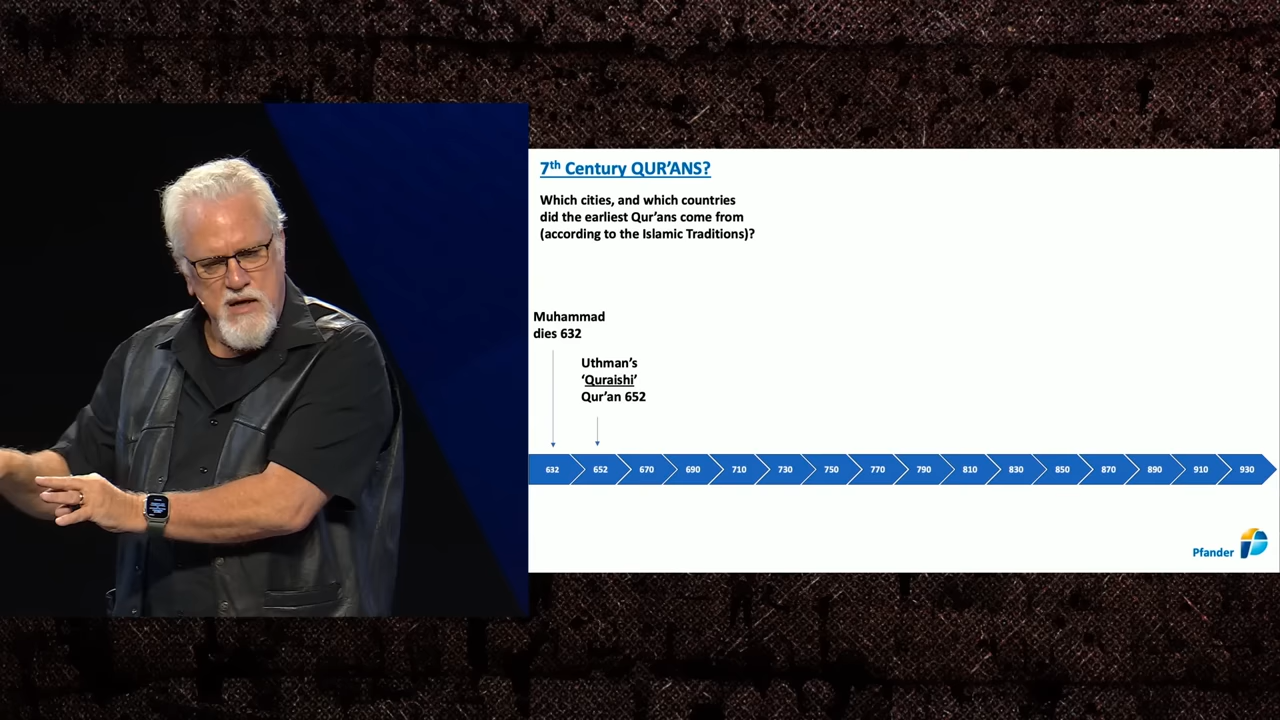 7th Century QUR'ANS?
Which cities, and which countries
did the earliest Qur'ans come from
(according to the Islamic Traditions)?
Muhammad
dies 632
Uthman's
‘Quraishi’
Qur'an 652
632 652 670 690 710 730 750 770 790 810 830 850 870 890 910 930
Pfander